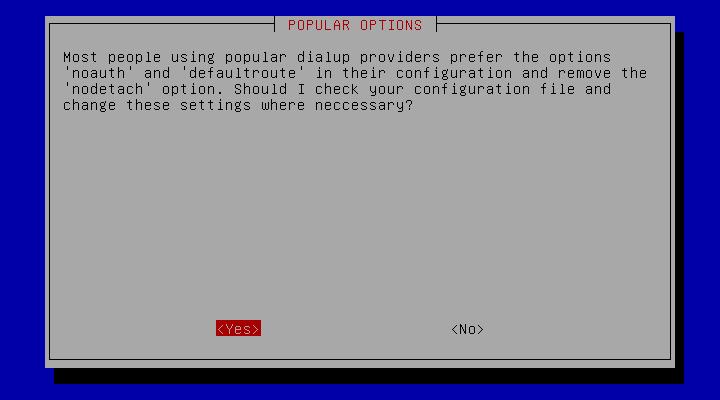 POPULAR OPTIONS
Most people using popular dialup providers prefer the options
'noauth' and 'defaultroute' in their configuration and remove the
'nodetach' option. Should I check your configuration file and
change these settings where neccessary?
<Yes> <No>